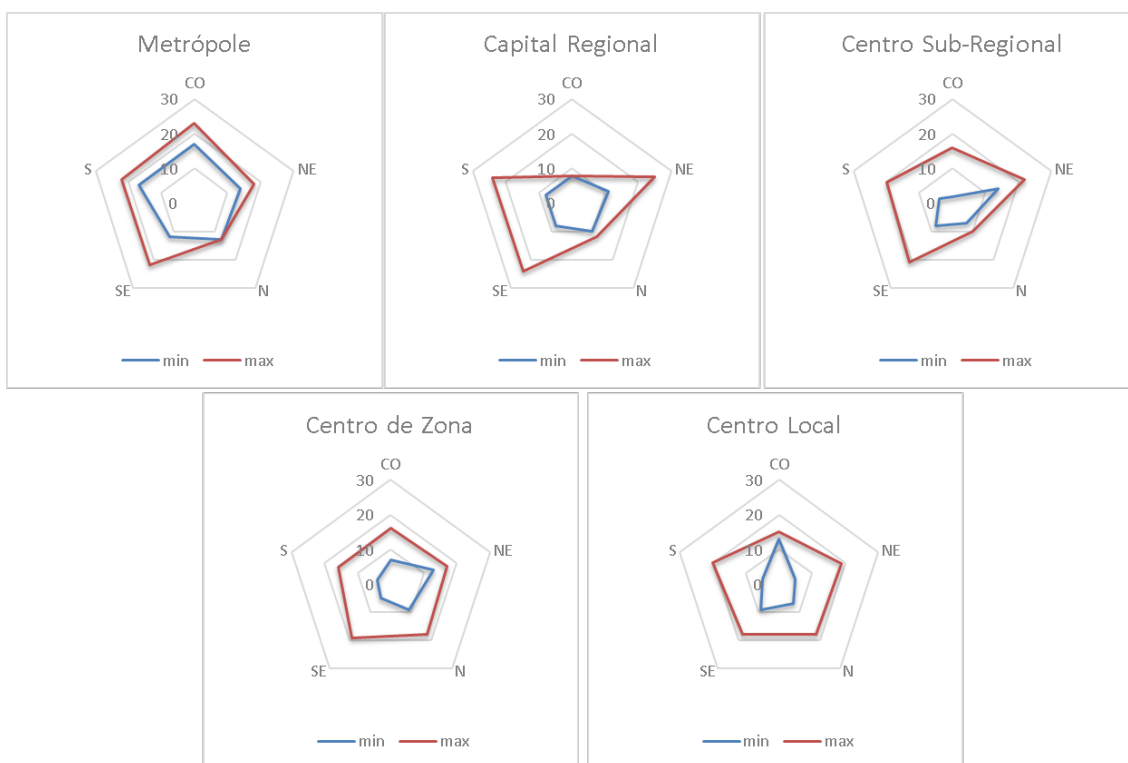 Metrópole
CO
30
20
10
0
S
NE
SE
N
min max
Capital Regional
CO
30
20
10
0
S
NE
SE
N
min max
Centro Sub-Regional
CO
30
20
10
0
S
NE
SE
N
min max
Centro de Zona
CO
30
20
10
0
S
NE
SE
N
min max
Centro Local
CO
30
20
10
0
S
NE
SE
N
min max